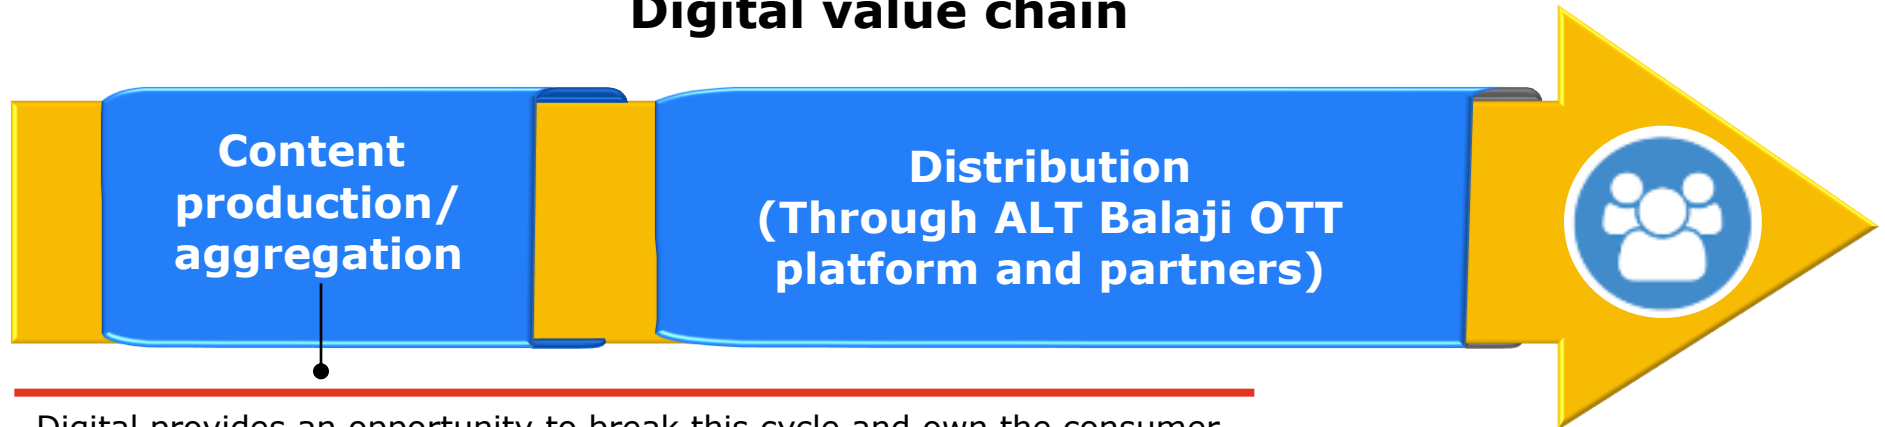 Digital value chain
Content
production/
aggregation
Distribution
(Through ALT Balaji OTT
platform and partners)
Digital provides an opportunity to break this cycle and own the consumer